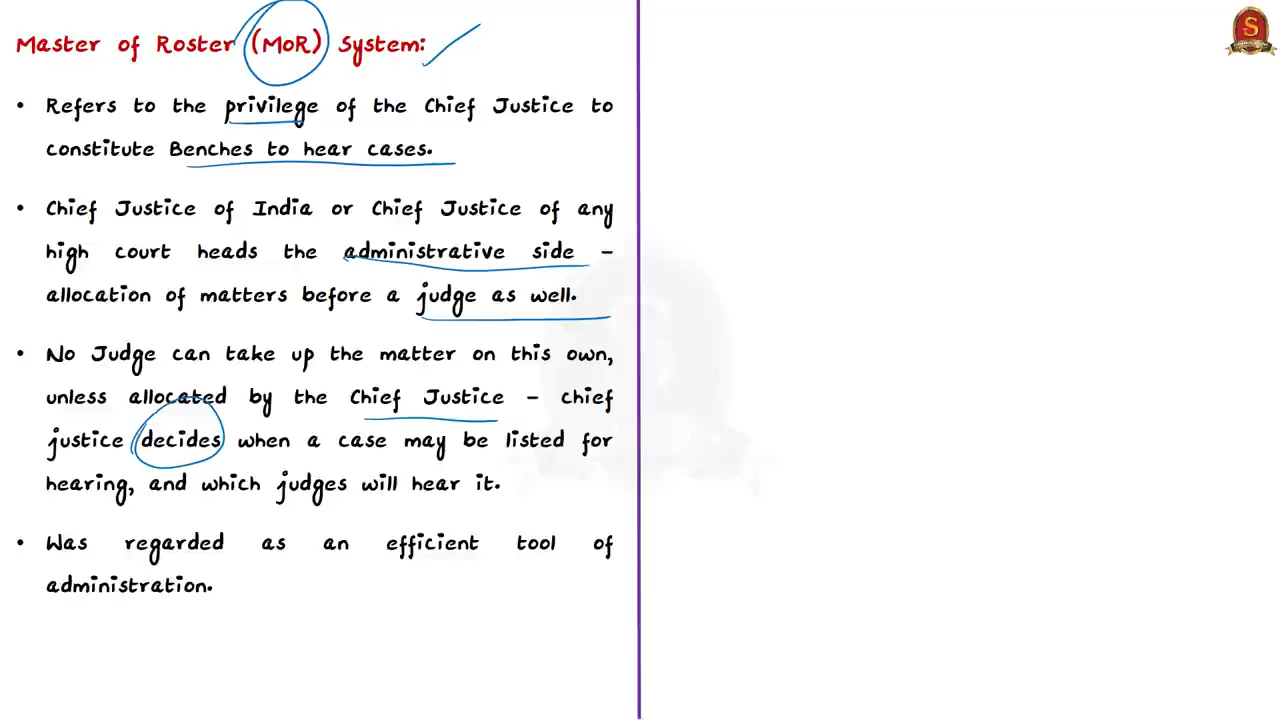 Master of Roster (MoR) System:
• Refers to the privilege of the Chief Justice to
constitute Benches to hear cases.
• Chief Justice of India or Chief Justice of any
high court heads the administrative side –
allocation of matters before a judge as well.
• No Judge can take up the matter on this own,
unless allocated by the Chief Justice – chief
justice decides when a case may be listed for
hearing, and which judges will hear it.
• Was regarded as an efficient tool of
administration.
S